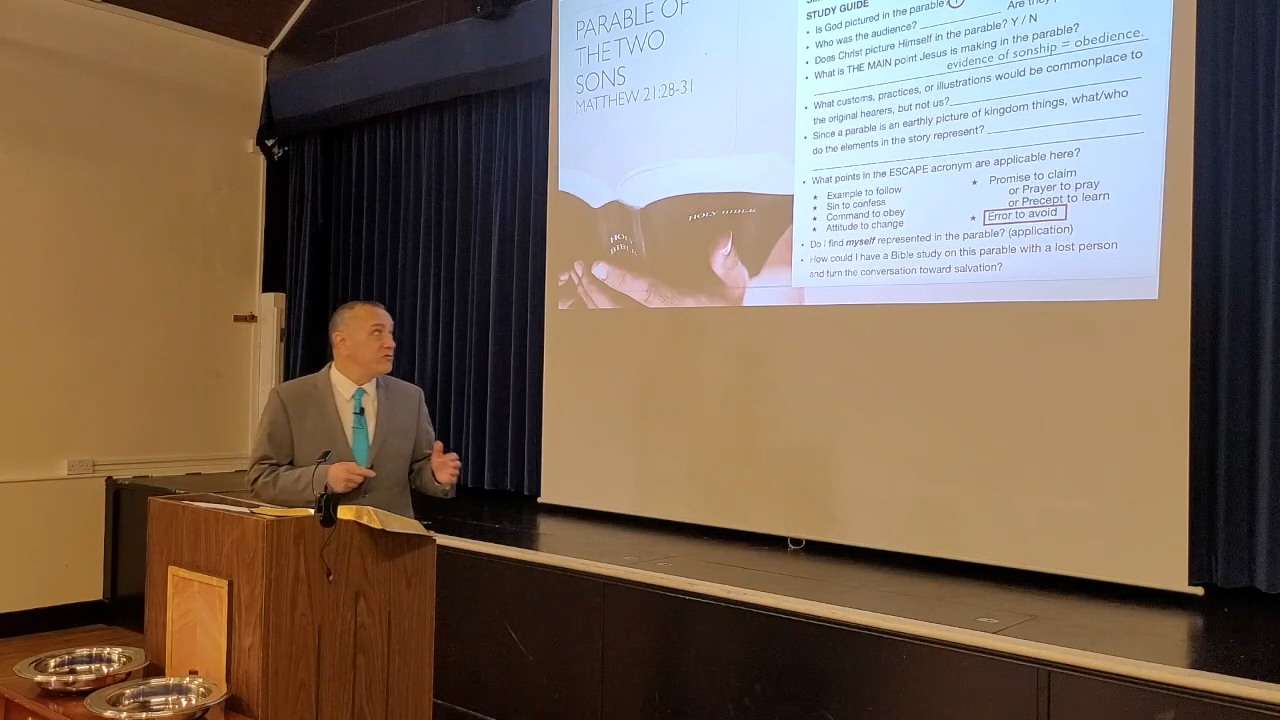 PARABLE OF
THE TWO
SONS
MATTHEW 21:28-31
HOLY BIBLE
HOLY
BIBLE
STUDY GUIDE
• Is God pictured in the parable
• Who was the audience? ____________ Are they
• Does Christ picture Himself in the parable? Y / N
• What is THE MAIN point Jesus is making in the parable?
evidence of sonship = obedience.
• What customs, practices, or illustrations would be commonplace to
the original hearers, but not us?____________
• Since a parable is an earthly picture of kingdom things, what/who
do the elements in the story represent? ____________
• What points in the ESCAPE acronym are applicable here?
★ Example to follow
★ Sin to confess
★ Command to obey
★ Attitude to change
★ Promise to claim
or Prayer to pray
or Precept to learn
★ Error to avoid
• Do I find myself represented in the parable? (application)
• How could I have a Bible study on this parable with a lost person
and turn the conversation toward salvation?